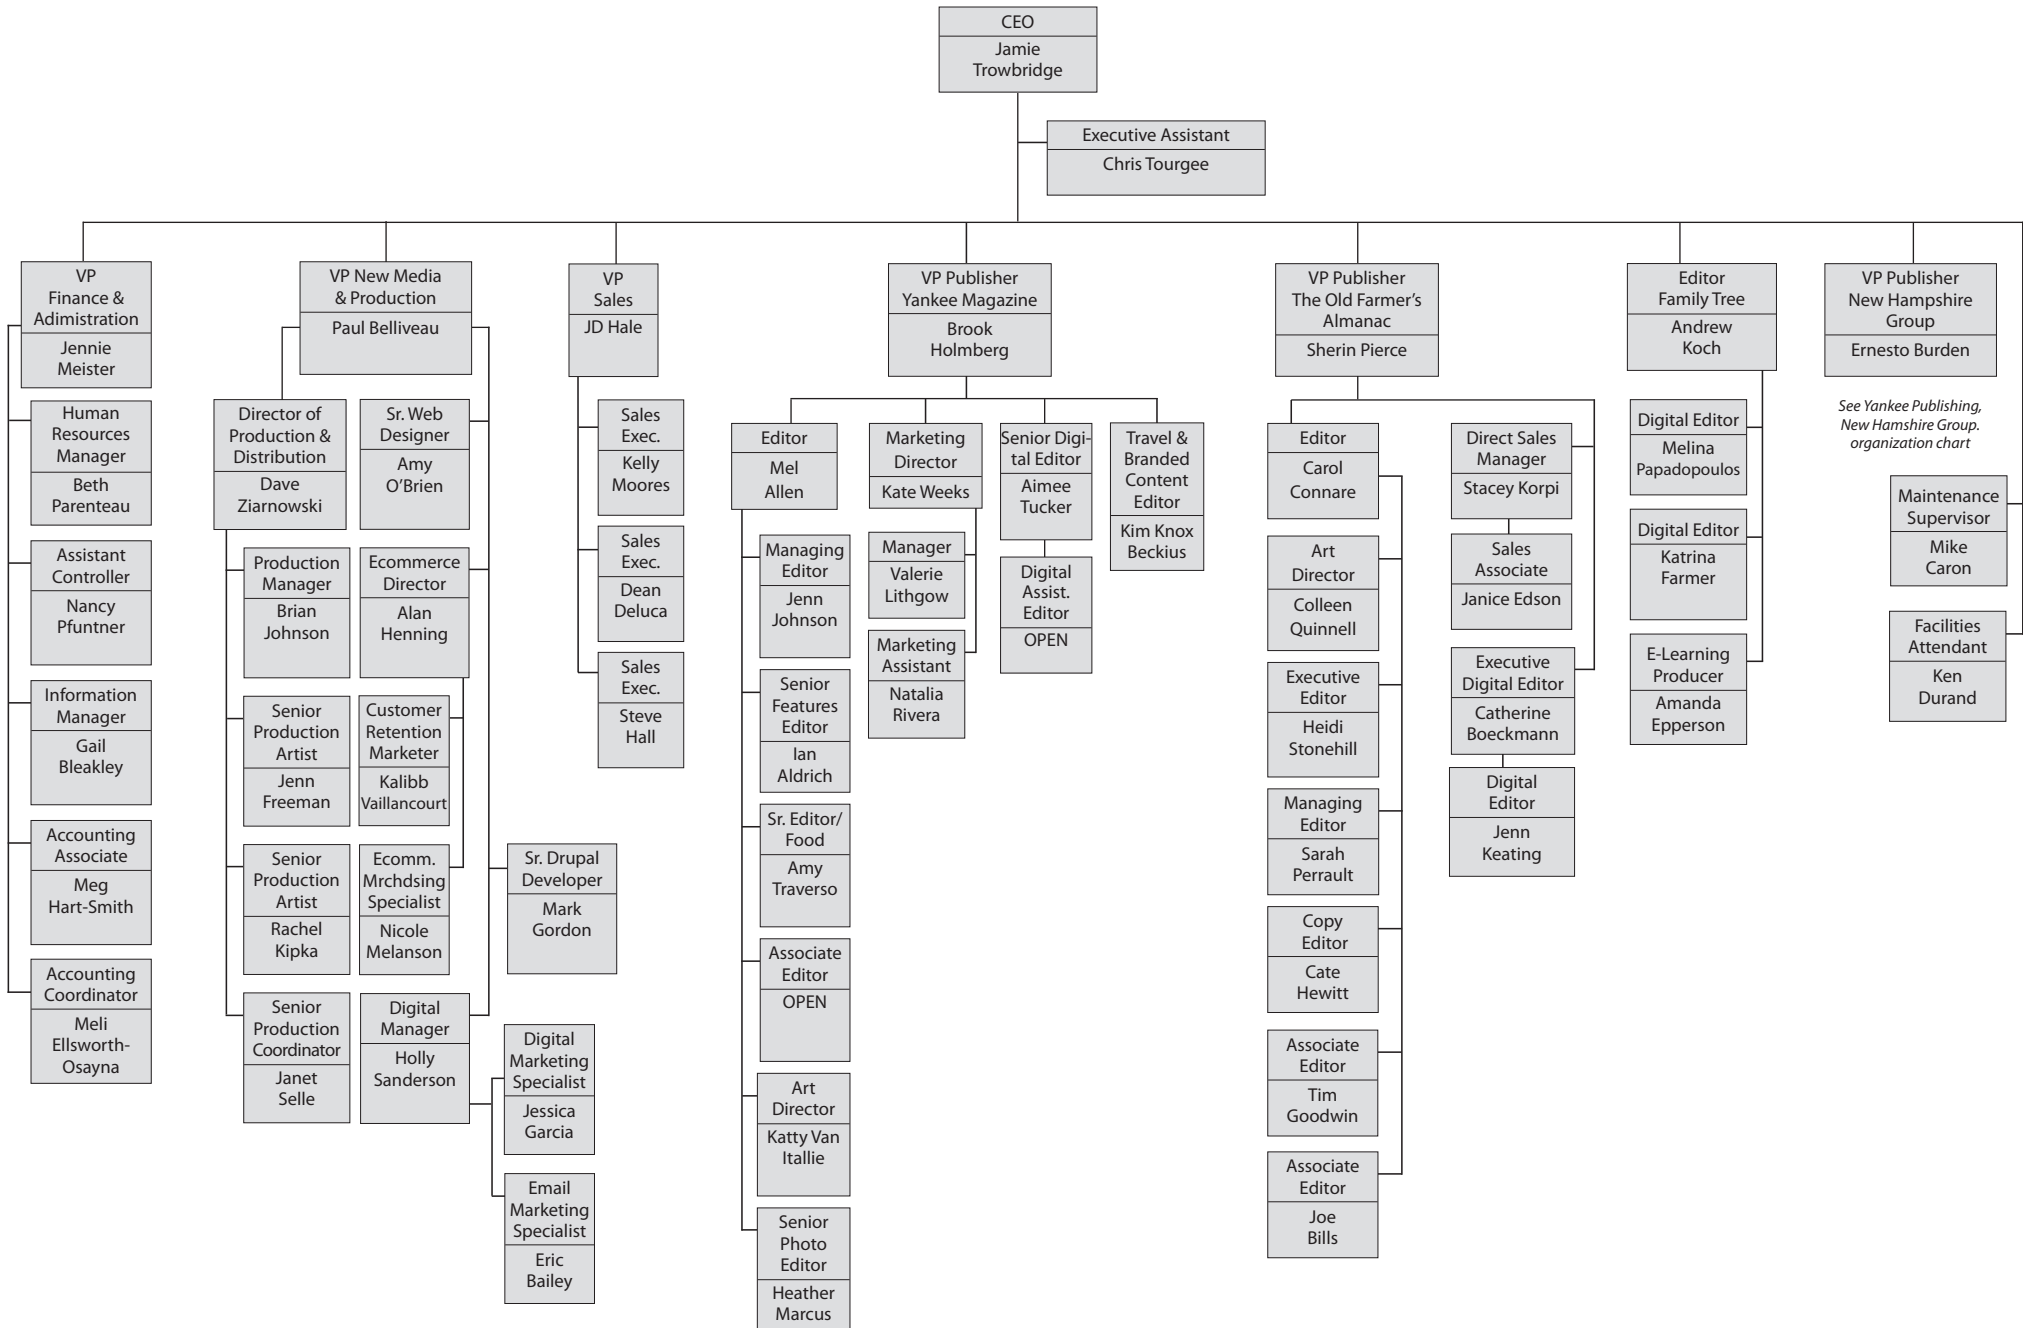 CEO
Jamie
Trowbridge
Executive Assistant
Chris Tourgee
VP
Finance &
Adimistration
Jennie
Meister
Human
Resources
Manager
Beth
Parenteau
Assistant
Controller
Nancy
Pfuntner
Information
Manager
Gail
Bleakley
Accounting
Associate
Meg
Hart-Smith
Accounting
Coordinator
Meli
Ellsworth-
Osayna
VP New Media
& Production
Paul Belliveau
Director of
Production &
Distribution
Dave
Ziarnowski
Production
Manager
Brian
Johnson
Senior
Production
Artist
Jenn
Freeman
Senior
Production
Artist
Rachel
Kipka
Senior
Production
Coordinator
Janet
Selle
Sr. Web
Designer
Amy
O’Brien
Ecommerce
Director
Alan
Henning
Customer
Retention
Marketer
Kalibb
Vaillancourt
Ecomm.
Mrchdsing
Specialist
Nicole
Melanson
Sr. Drupal
Developer
Mark
Gordon
Digital
Manager
Holly
Sanderson
Digital
Marketing
Specialist
Jessica
Garcia
Email
Marketing
Specialist
Eric
Bailey
VP
Sales
JD Hale
Sales
Exec.
Kelly
Moores
Sales
Exec.
Dean
Deluca
Sales
Exec.
Steve
Hall
VP Publisher
Yankee Magazine
Brook
Holmberg
Editor
Mel
Allen
Managing
Editor
Jenn
Johnson
Senior
Features
Editor
Ian
Aldrich
Sr. Editor/
Food
Amy
Traverso
Associate
Editor
OPEN
Art
Director
Katty Van
Itallie
Senior
Photo
Editor
Heather
Marcus
Marketing
Director
Kate Weeks
Manager
Valerie
Lithgow
Marketing
Assistant
Natalia
Rivera
Senior Digi-
tal Editor
Aimee
Tucker
Digital
Assist.
Editor
OPEN
Travel &
Branded
Content
Editor
Kim Knox
Beckius
VP Publisher
The Old Farmer’s
Almanac
Sherin Pierce
Editor
Carol
Connare
Art
Director
Colleen
Quinnell
Executive
Editor
Heidi
Stonehill
Managing
Editor
Sarah
Perrault
Copy
Editor
Cate
Hewitt
Associate
Editor
Tim
Goodwin
Associate
Editor
Joe
Bills
Direct Sales
Manager
Stacey Korpi
Sales
Associate
Janice Edson
Executive
Digital Editor
Catherine
Boeckmann
Digital
Editor
Jenn
Keating
Editor
Family Tree
Andrew
Koch
Digital Editor
Melina
Papadopoulos
Digital Editor
Katrina
Farmer
E-Learning
Producer
Amanda
Epperson
VP Publisher
New Hampshire
Group
Ernesto Burden
See Yankee Publishing,
New Hamshire Group.
organization chart
Maintenance
Supervisor
Mike
Caron
Facilities
Attendant
Ken
Durand